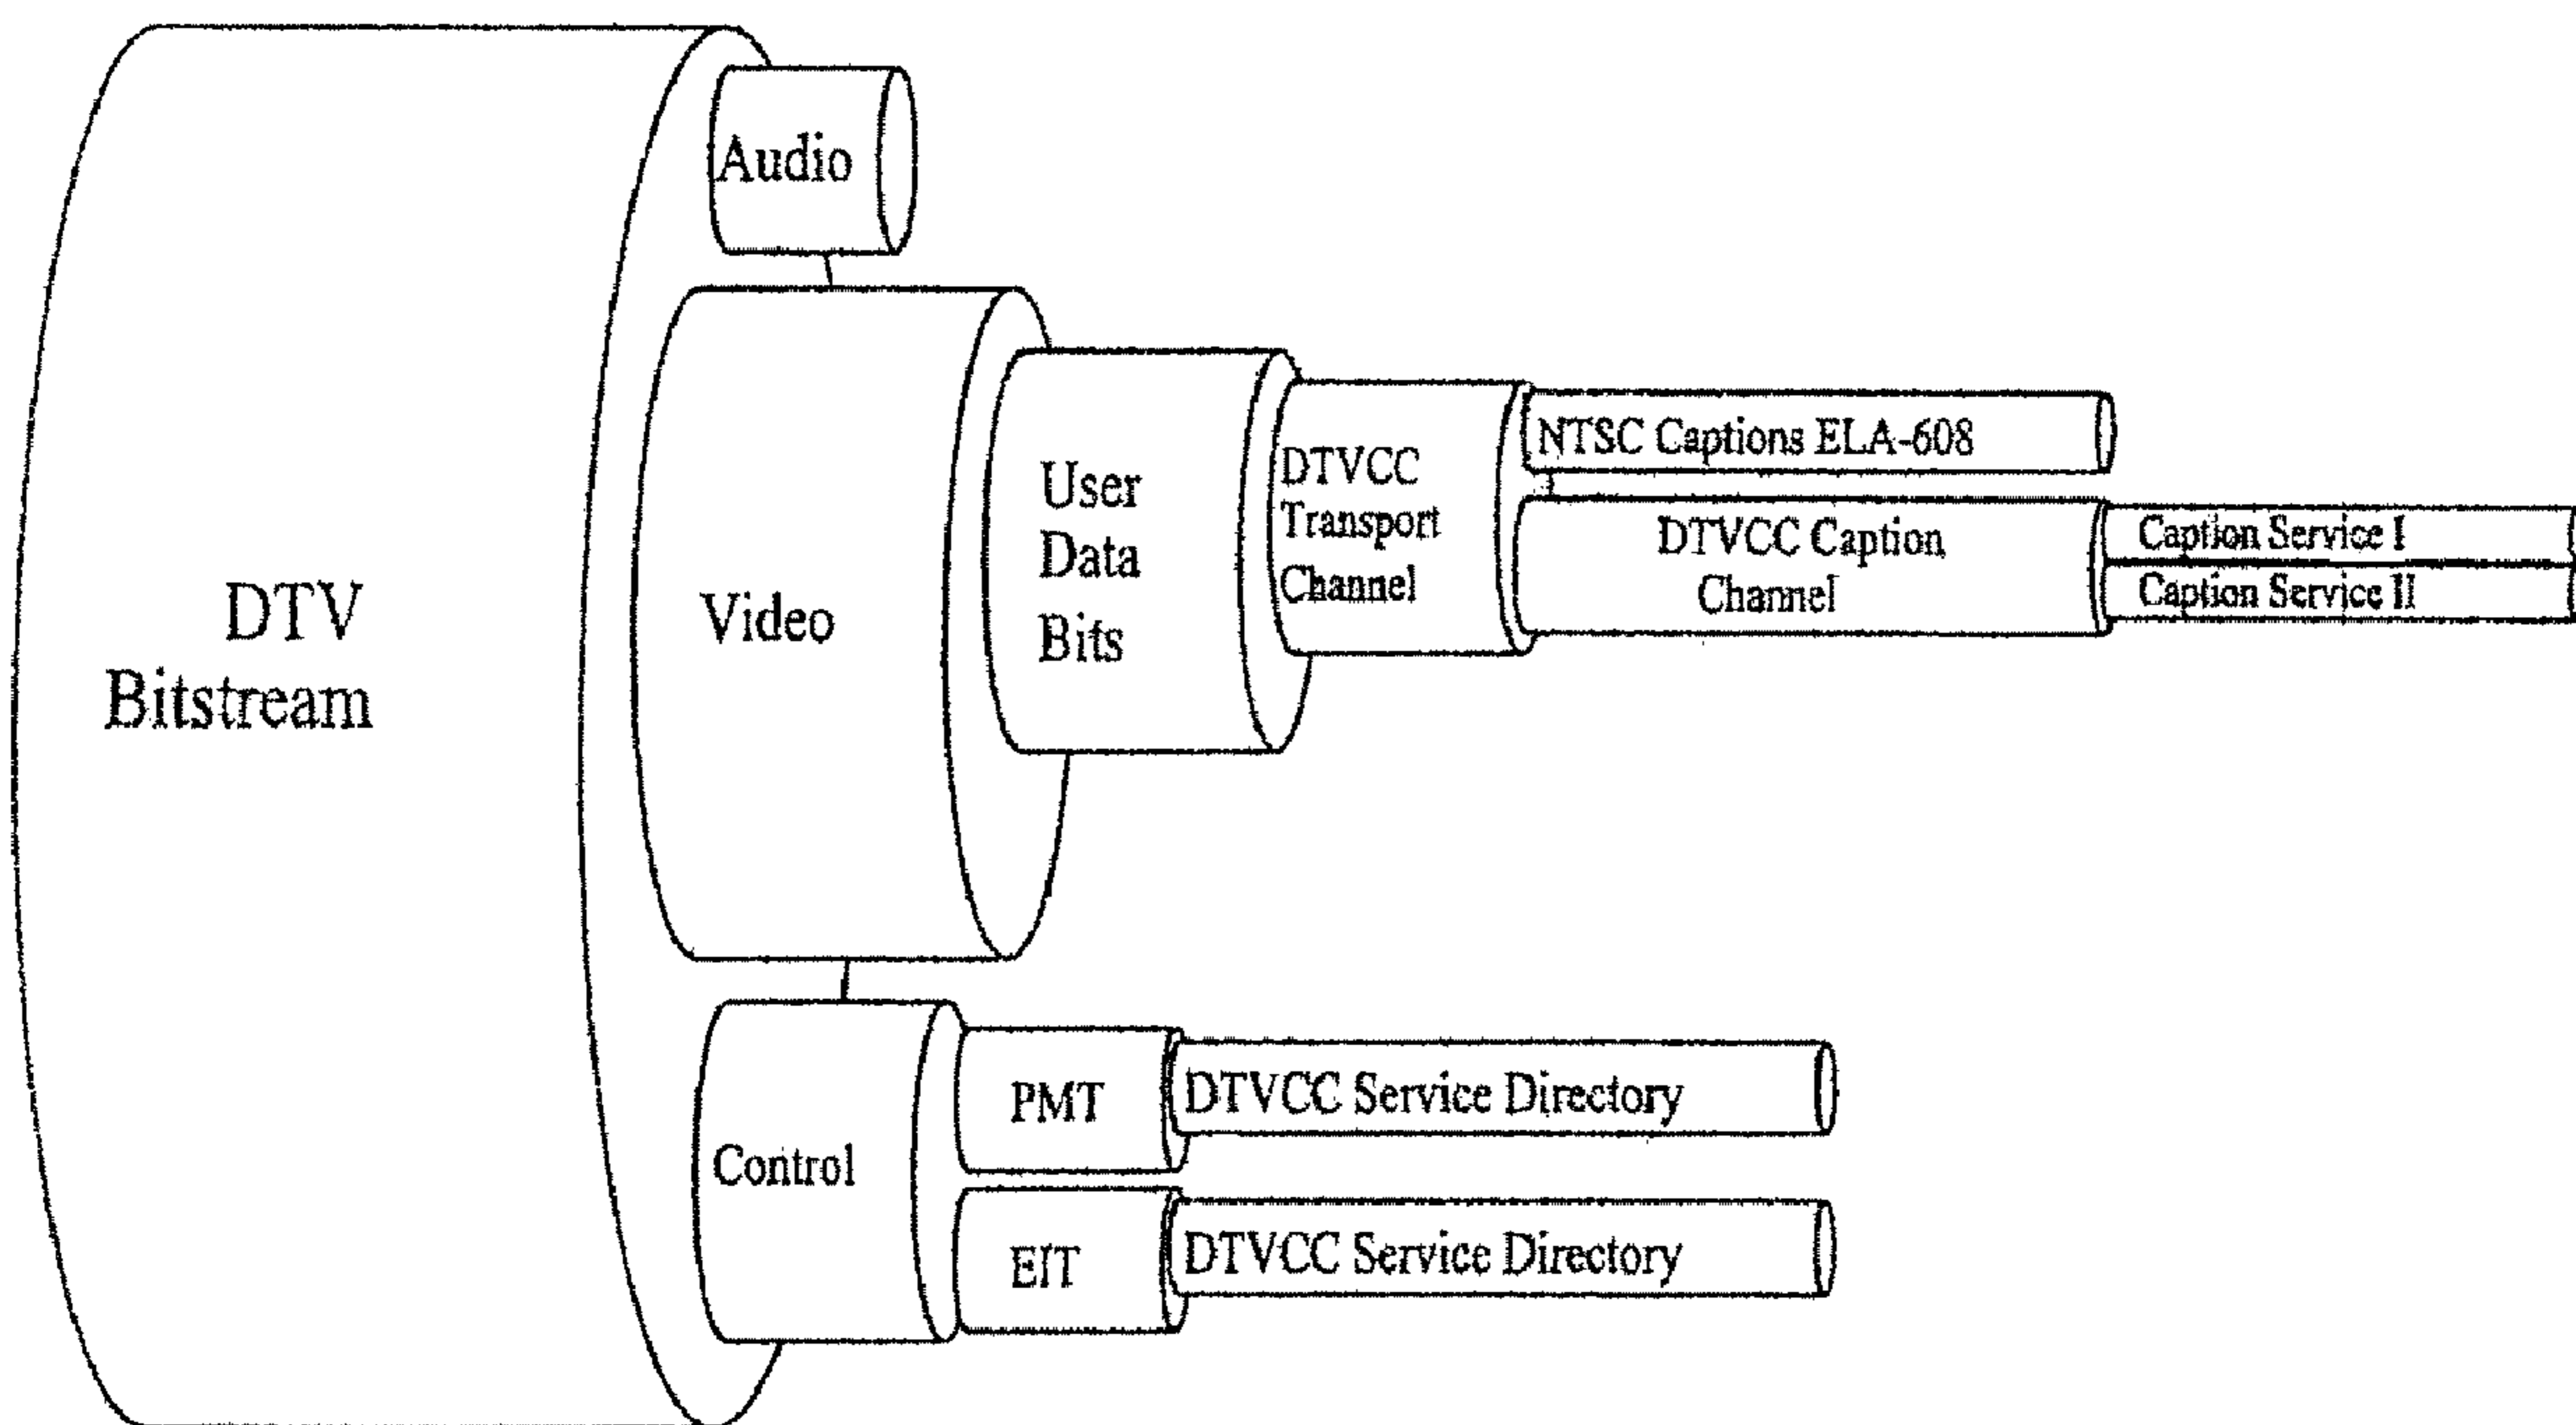 Audio
DTV
Bitstream
Video
User
Data
Bits
DTVCC
Transport
Channel
NTSC Captions ELA-608
DTVCC Caption
Channel
Caption Service I
Caption Service II
Control
PMT
DTVCC Service Directory
EIT
DTVCC Service Directory